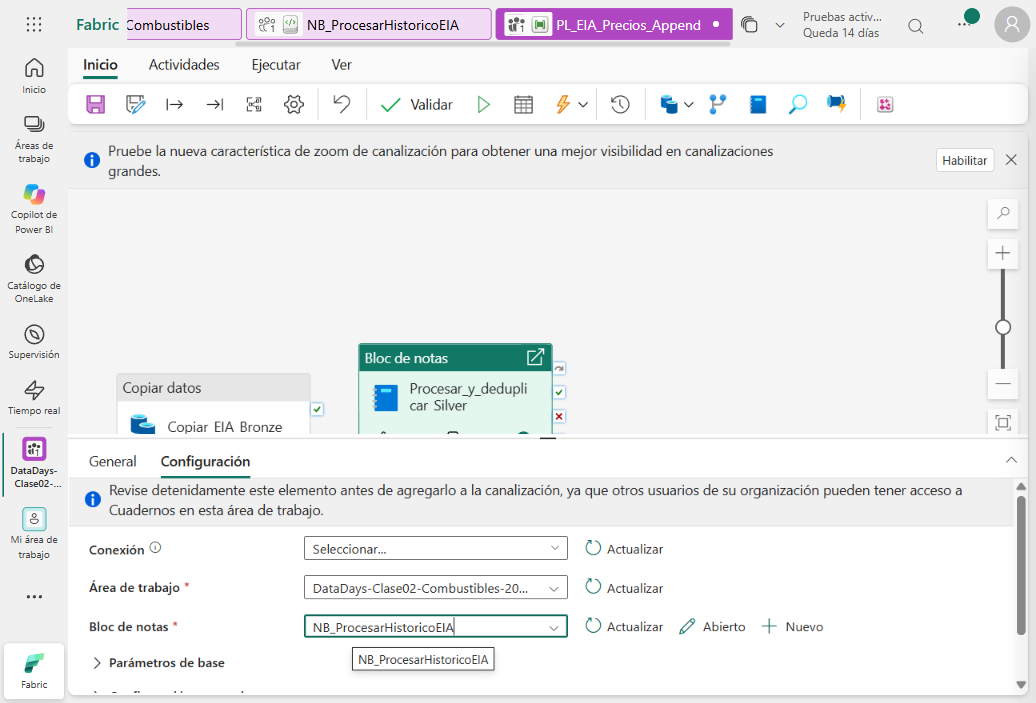 Fabric
Combustibles
NB_ProcesarHistoricoEIA
PL_EIA_Precios_Append
Pruebas activ...
Queda 14 días
Inicio
Actividades
Ejecutar
Ver
Validar
Pruebe la nueva característica de zoom de canalización para obtener una mejor visibilidad en canalizaciones
grandes.
Habilitar
Inicio
Áreas de
trabajo
Copilot de
Power BI
Catálogo de
OneLake
Supervisión
Tiempo real
DataDays-
Clase02-...
Mi área de
trabajo
Fabric
Copiar datos
Copiar EIA Bronze
Bloc de notas
Procesar_y_dedupli
car Silver
General
Configuración
Revise detenidamente este elemento antes de agregarlo a la canalización, ya que otros usuarios de su organización pueden tener acceso a
Cuadernos en esta área de trabajo.
Conexión
Seleccionar...
Actualizar
Área de trabajo *
DataDays-Clase02-Combustibles-20...
Actualizar
Bloc de notas *
NB_ProcesarHistoricoEIA
Actualizar
Abierto
Nuevo
NB_ProcesarHistoricoEIA
Parámetros de base